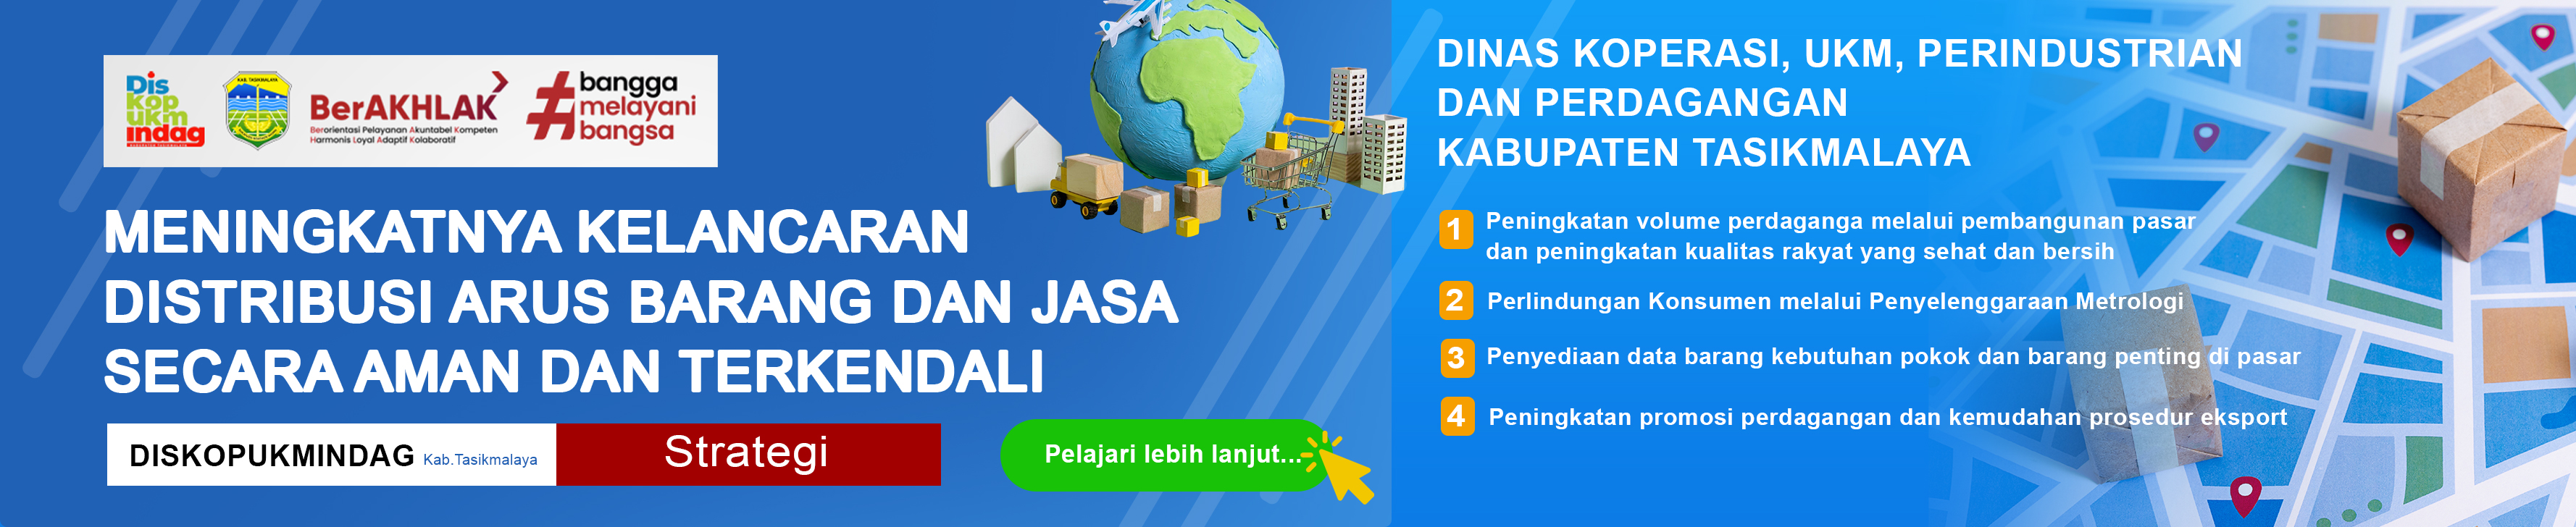 Dis
kop
ukm
indag
KABUPATEN TASIKMALAYA
KAB. TASIKMALAYA
BerAKHLAK
Berorientasi Pelayanan Akuntabel Kompeten
Harmonis Loyal Adaptif Kolaboratif
#bangga
melayani
bangsa
MENINGKATNYA KELANCARAN
DISTRIBUSI ARUS BARANG DAN JASA
SECARA AMAN DAN TERKENDALI
DISKOPUKMINDAG Kab.Tasikmalaya
Strategi
Pelajari lebih lanjut...
DINAS KOPERASI, UKM, PERINDUSTRIAN
DAN PERDAGANGAN
KABUPATEN TASIKMALAYA
1 Peningkatan volume perdaganga melalui pembangunan pasar
dan peningkatan kualitas rakyat yang sehat dan bersih
2 Perlindungan Konsumen melalui Penyelenggaraan Metrologi
3 Penyediaan data barang kebutuhan pokok dan barang penting di pasar
4 Peningkatan promosi perdagangan dan kemudahan prosedur eksport